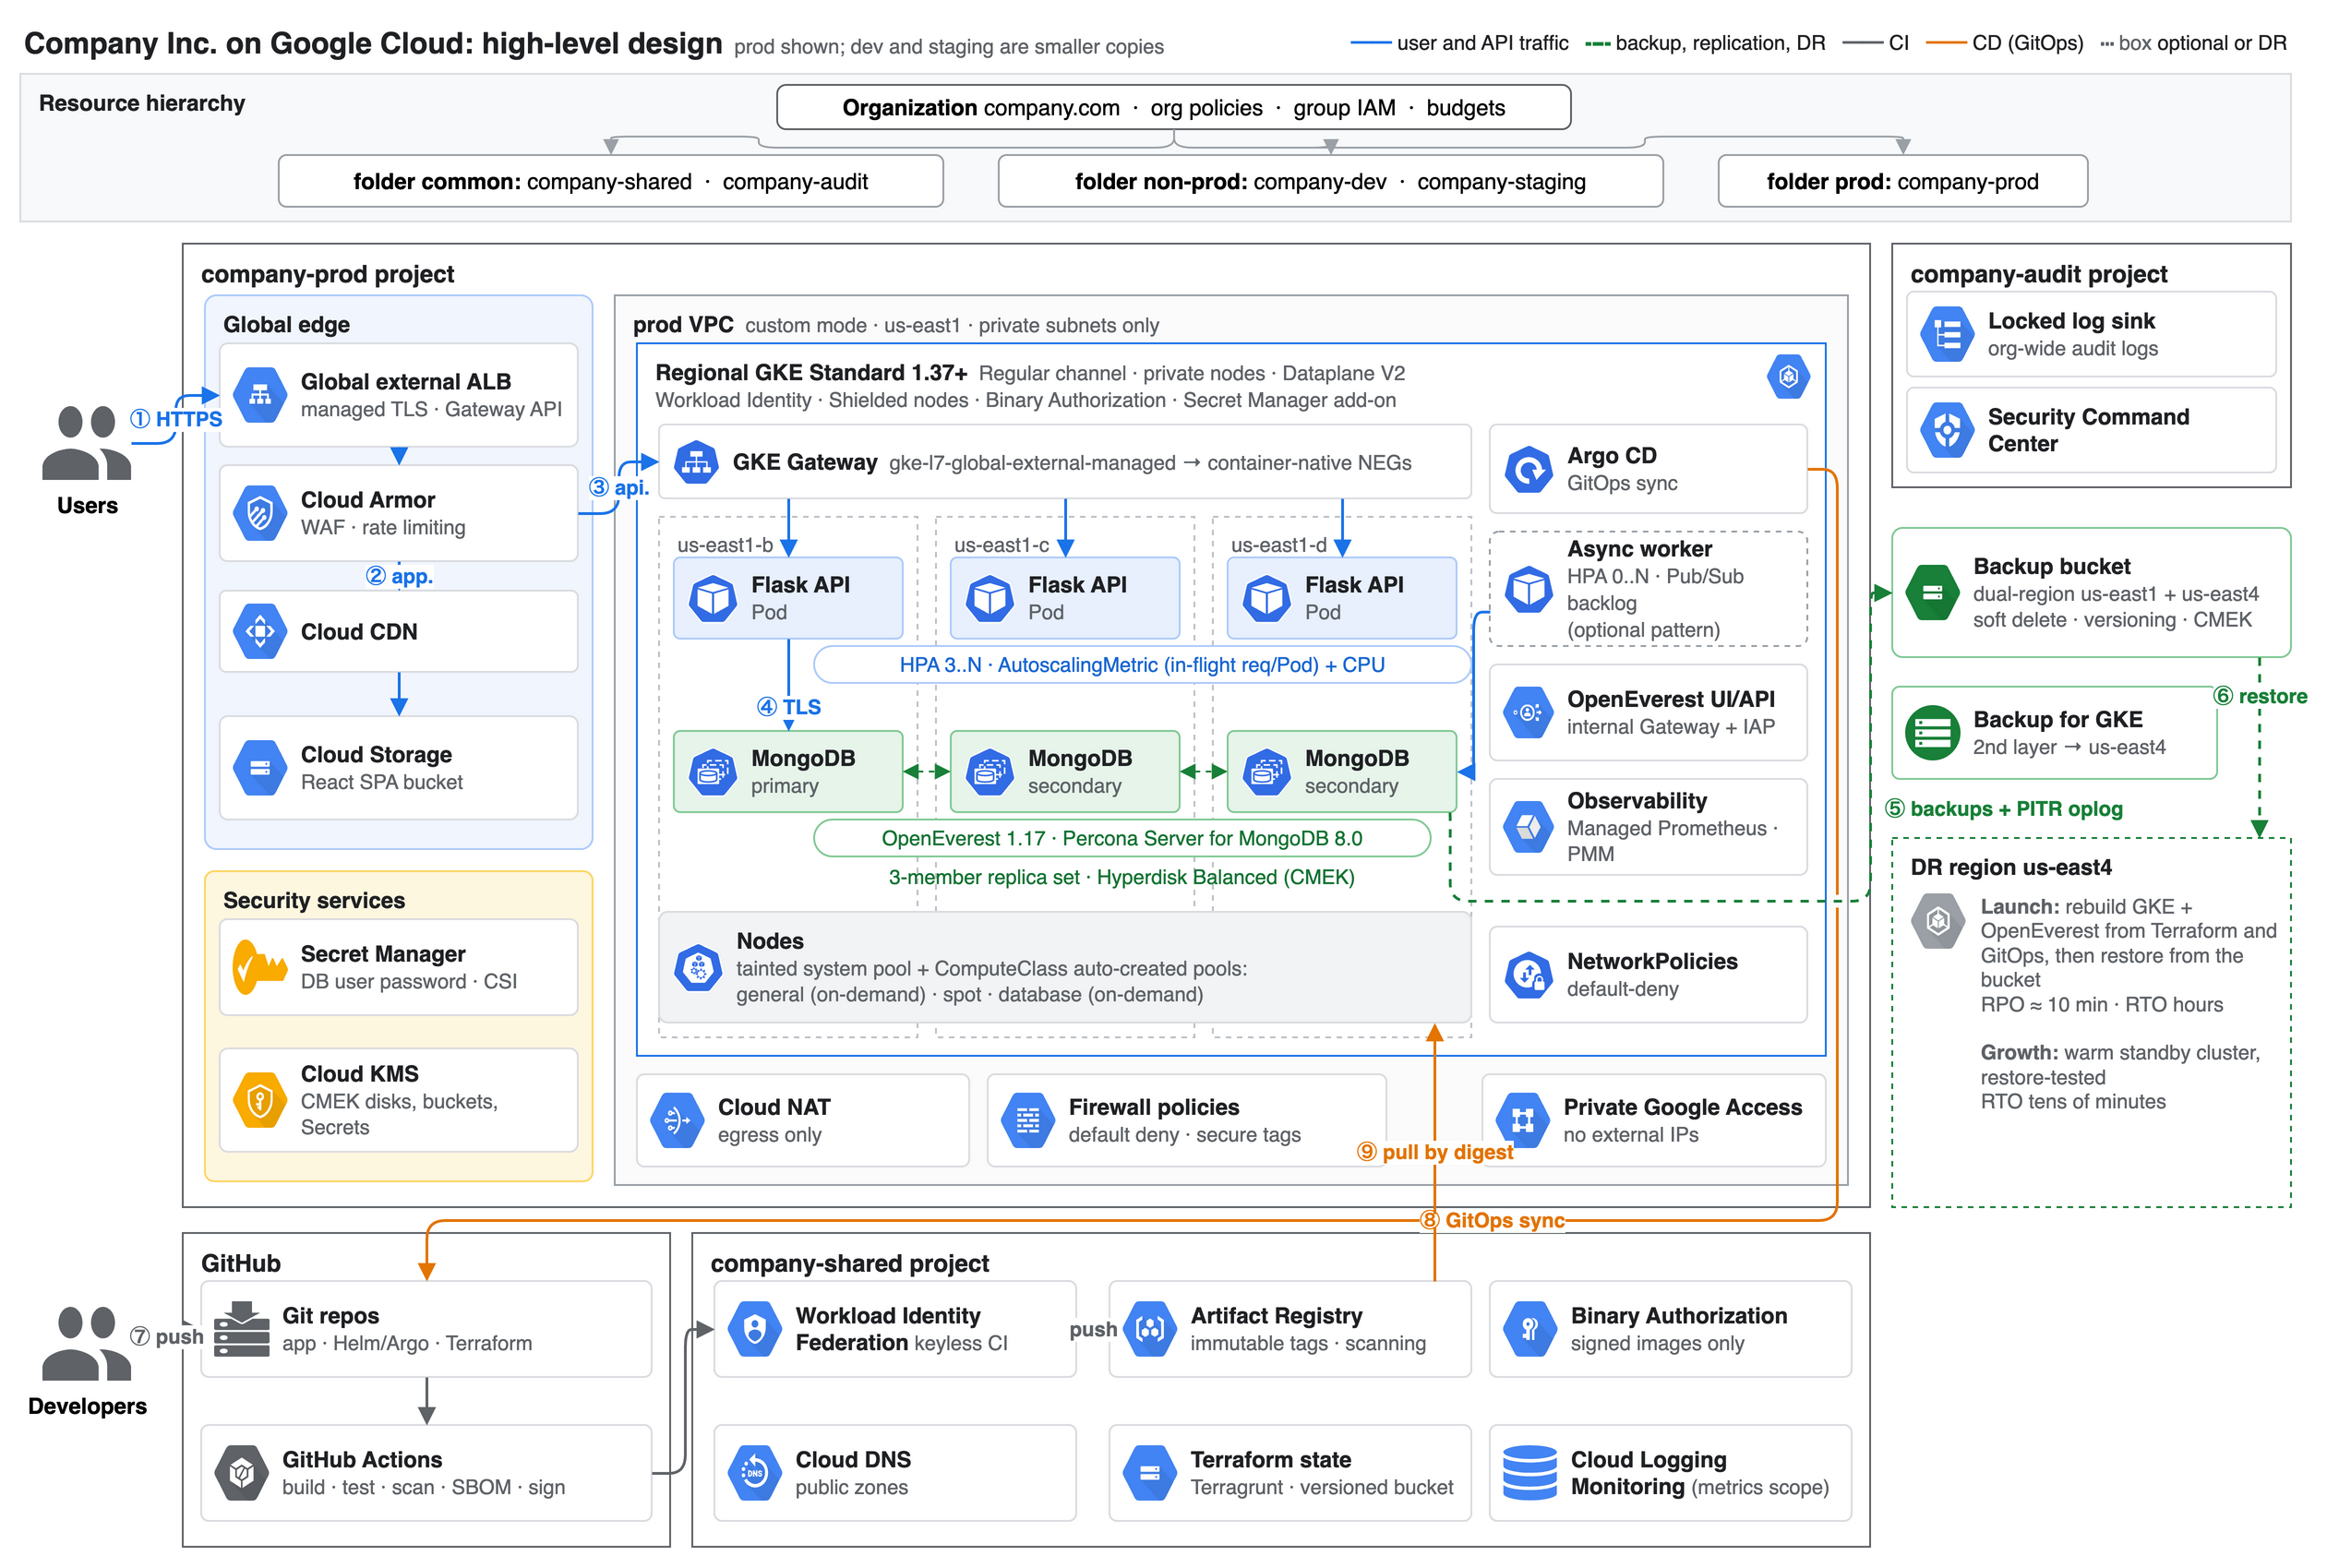 Company Inc. on Google Cloud: high-level design prod shown; dev and staging are smaller copies
user and API traffic
backup, replication, DR
CI
CD (GitOps)
box optional or DR
Resource hierarchy
Organization company.com · org policies · group IAM · budgets
folder common: company-shared · company-audit
folder non-prod: company-dev · company-staging
folder prod: company-prod
company-prod project
Global edge
Global external ALB
managed TLS · Gateway API
① HTTPS
Users
Cloud Armor
WAF · rate limiting
② app.
③ api.
Cloud CDN
Cloud Storage
React SPA bucket
Security services
Secret Manager
DB user password · CSI
Cloud KMS
CMEK disks, buckets,
Secrets
prod VPC custom mode · us-east1 · private subnets only
Regional GKE Standard 1.37+ Regular channel · private nodes · Dataplane V2
Workload Identity · Shielded nodes · Binary Authorization · Secret Manager add-on
GKE Gateway gke-l7-global-external-managed → container-native NEGs
us-east1-b
us-east1-c
us-east1-d
Flask API
Pod
Flask API
Pod
Flask API
Pod
HPA 3..N · AutoscalingMetric (in-flight req/Pod) + CPU
④ TLS
MongoDB
primary
MongoDB
secondary
MongoDB
secondary
OpenEverest 1.17 · Percona Server for MongoDB 8.0
3-member replica set · Hyperdisk Balanced (CMEK)
Nodes
tainted system pool + ComputeClass auto-created pools:
general (on-demand) · spot · database (on-demand)
Argo CD
GitOps sync
Async worker
HPA 0..N · Pub/Sub
backlog
(optional pattern)
OpenEverest UI/API
internal Gateway + IAP
Observability
Managed Prometheus ·
PMM
NetworkPolicies
default-deny
Cloud NAT
egress only
Firewall policies
default deny · secure tags
Private Google Access
no external IPs
⑨ pull by digest
⑧ GitOps sync
company-audit project
Locked log sink
org-wide audit logs
Security Command
Center
Backup bucket
dual-region us-east1 + us-east4
soft delete · versioning · CMEK
⑥ restore
Backup for GKE
2nd layer → us-east4
⑤ backups + PITR oplog
DR region us-east4
Launch: rebuild GKE +
OpenEverest from Terraform and
GitOps, then restore from the
bucket
RPO ≈ 10 min · RTO hours
Growth: warm standby cluster,
restore-tested
RTO tens of minutes
GitHub
Git repos
app · Helm/Argo · Terraform
⑦ push
Developers
GitHub Actions
build · test · scan · SBOM · sign
company-shared project
Workload Identity
Federation keyless CI
push
Artifact Registry
immutable tags · scanning
Binary Authorization
signed images only
DNS
Cloud DNS
public zones
Terraform state
Terragrunt · versioned bucket
Cloud Logging
Monitoring (metrics scope)